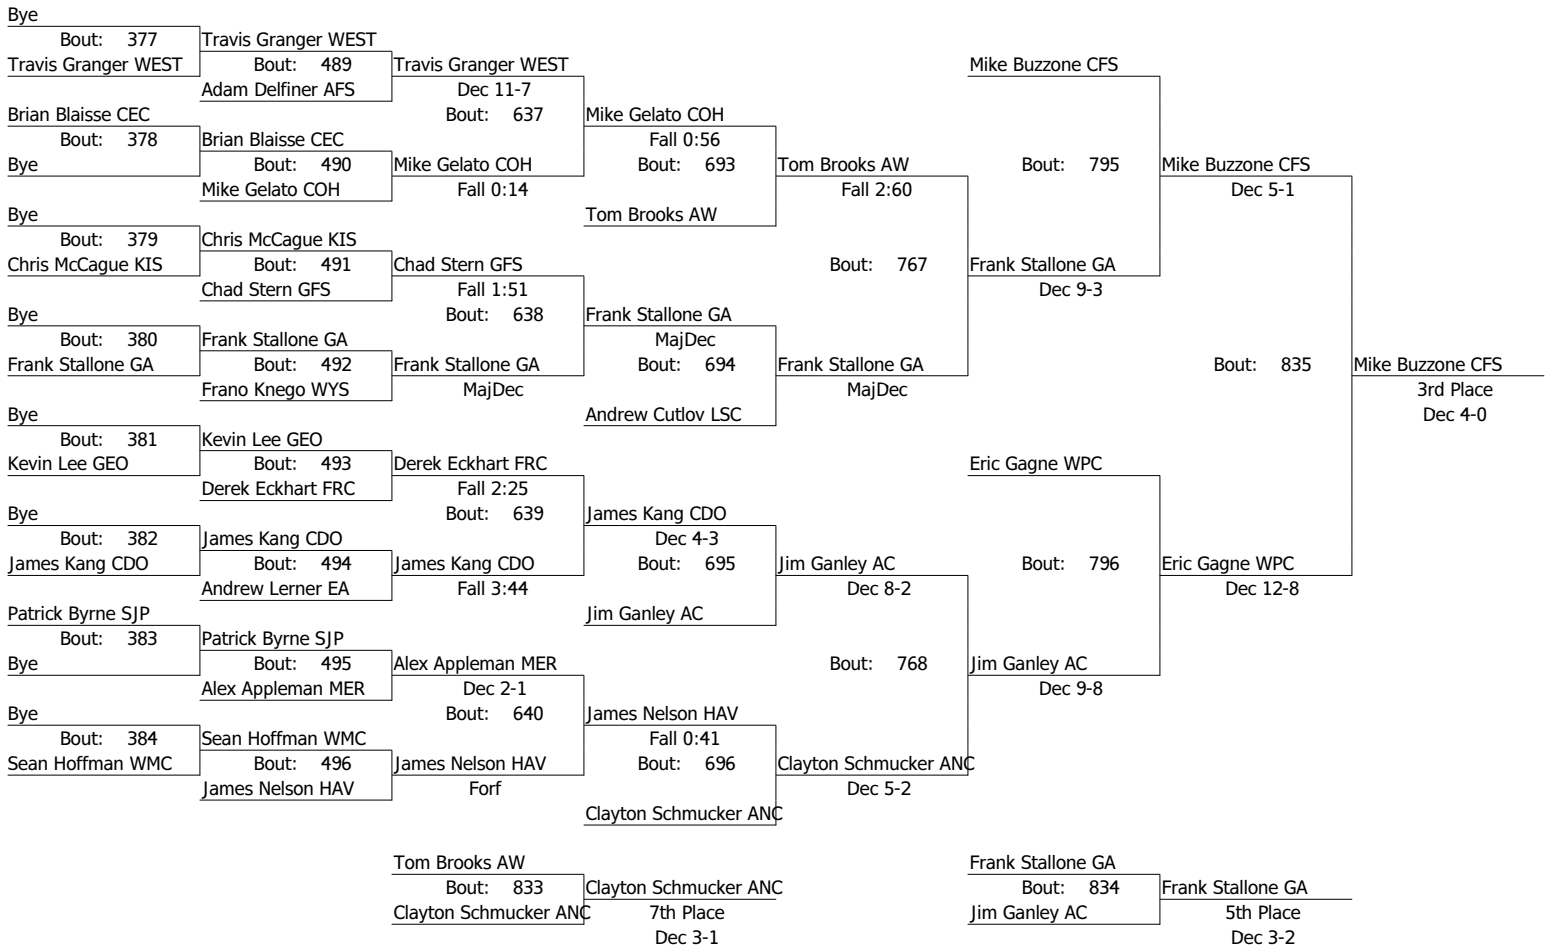 Bye
Bout: 377 Travis Granger WEST
Travis Granger WEST Bout: 489 Travis Granger WEST Mike Buzzone CFS
Adam Delfiner AFS Dec 11-7
Brian Blaisse CEC Bout: 637 Mike Gelato COH
Bout: 378 Brian Blaisse CEC Fall 0:56
Bye Bout: 490 Mike Gelato COH Bout: 693 Tom Brooks AW Bout: 795 Mike Buzzone CFS
Mike Gelato COH Fall 0:14 Fall 2:60 Dec 5-1
Bye Tom Brooks AW
Bout: 379 Chris McCague KIS
Chris McCague KIS Bout: 491 Chad Stern GFS Bout: 767 Frank Stallone GA
Chad Stern GFS Fall 1:51 Dec 9-3
Bye Bout: 638 Frank Stallone GA
Bout: 380 Frank Stallone GA MajDec
Frank Stallone GA Bout: 492 Frank Stallone GA Bout: 694 Frank Stallone GA Bout: 835 Mike Buzzone CFS
Frano Knego WYS MajDec MajDec 3rd Place
Bye Andrew Cutlov LSC Dec 4-0
Bout: 381 Kevin Lee GEO
Kevin Lee GEO Bout: 493 Derek Eckhart FRC Eric Gagne WPC
Derek Eckhart FRC Fall 2:25
Bye Bout: 639 James Kang CDO
Bout: 382 James Kang CDO Dec 4-3
James Kang CDO Bout: 494 James Kang CDO Bout: 695 Jim Ganley AC Bout: 796 Eric Gagne WPC
Andrew Lerner EA Fall 3:44 Dec 8-2 Dec 12-8
Patrick Byrne SJP Jim Ganley AC
Bout: 383 Patrick Byrne SJP
Bye Bout: 495 Alex Appleman MER Bout: 768 Jim Ganley AC
Alex Appleman MER Dec 2-1 Dec 9-8
Bye Bout: 640 James Nelson HAV
Bout: 384 Sean Hoffman WMC Fall 0:41
Sean Hoffman WMC Bout: 496 James Nelson HAV Bout: 696 Clayton Schmucker ANC
James Nelson HAV Forf Dec 5-2
Clayton Schmucker ANC
Tom Brooks AW Frank Stallone GA
Bout: 833 Clayton Schmucker ANC Bout: 834 Frank Stallone GA
Clayton Schmucker ANC 7th Place Jim Ganley AC 5th Place
Dec 3-1 Dec 3-2